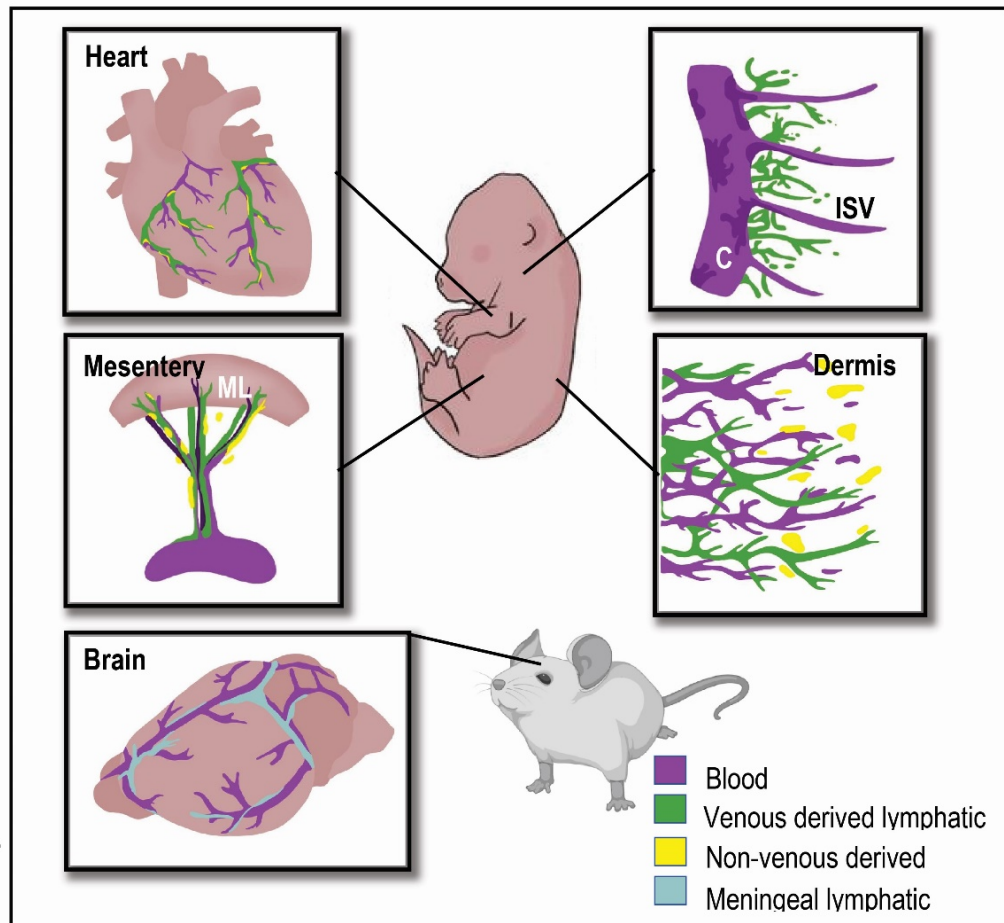 Heart
ISV
C
Mesentery
ML
Dermis
Brain
Blood
Venous derived lymphatic
Non-venous derived
Meningeal lymphatic